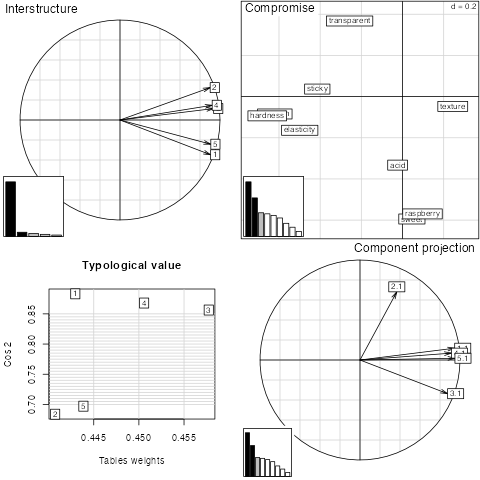 Interstructure
2
4
5
1
Compromise
d = 0.2
transparent
sticky
texture
hardness
elasticity
acid
raspberry
sweet
Typological value
Cos 2
0.85
0.80
0.75
0.70
1
4
3
5
2
0.445 0.450 0.455
Tables weights
Component projection
2.1
5.1
3.1